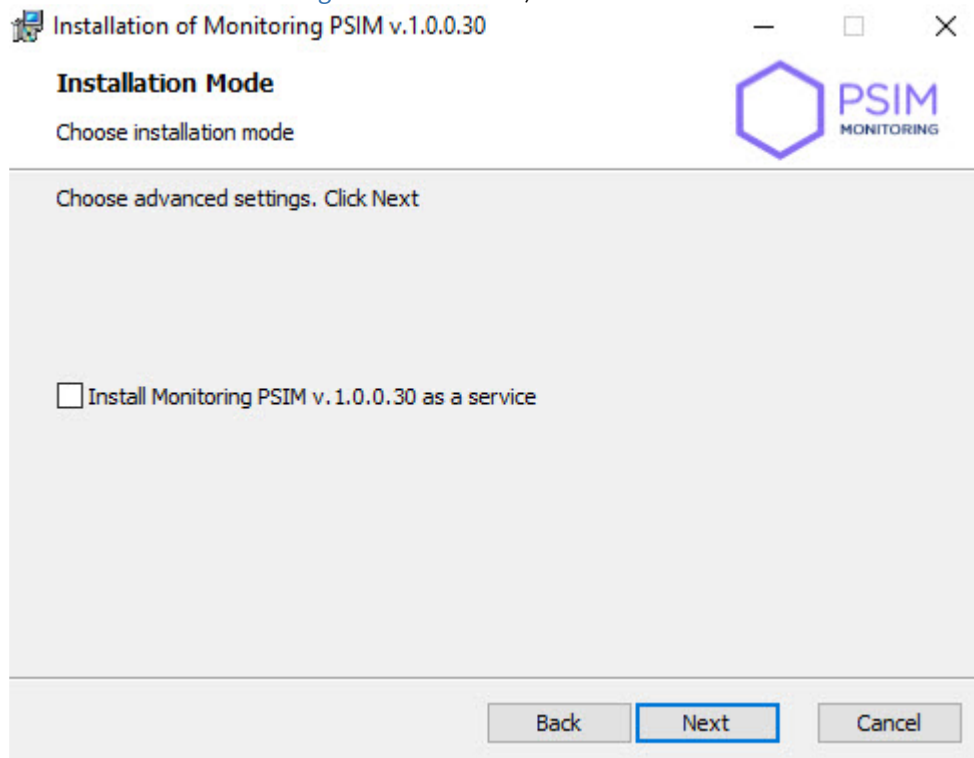 Installation of Monitoring PSIM v.1.0.0.30
Installation Mode
Choose installation mode
PSIM
MONITORING
Choose advanced settings. Click Next
Install Monitoring PSIM v.1.0.0.30 as a service
Back Next Cancel